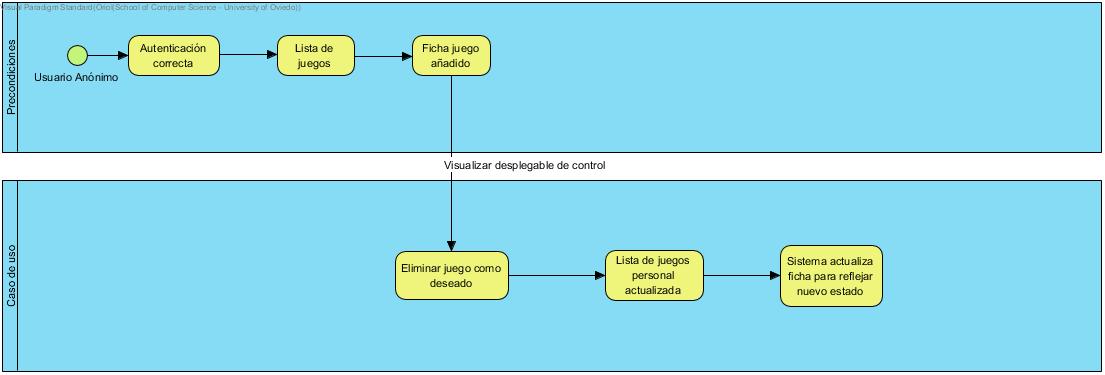 Visual Paradigm Standard(Oriol(School of Computer Science - University of Oviedo))
Precondiciones
Usuario Anónimo
Autenticación
correcta
Lista de
juegos
Ficha juego
añadido
Visualizar desplegable de control
Caso de uso
Eliminar juego como
deseado
Lista de juegos
personal
actualizada
Sistema actualiza
ficha para reflejar
nuevo estado